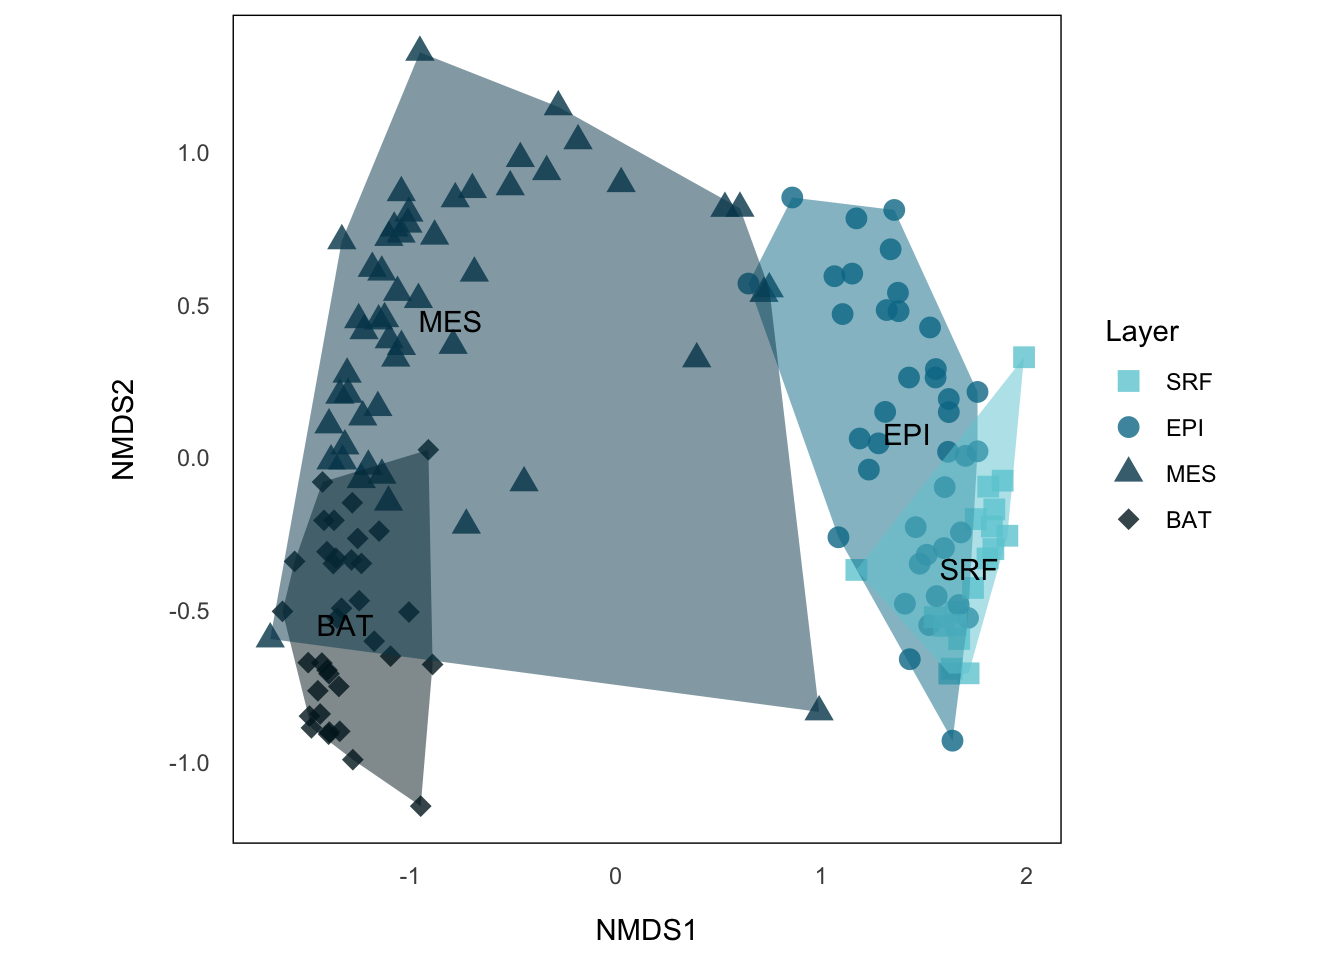 NMDS2
1.0
0.5
0.0
-0.5
-1.0
MES
EPI
SRF
BAT
-1
0
1
2
NMDS1
Layer
SRF
EPI
MES
BAT